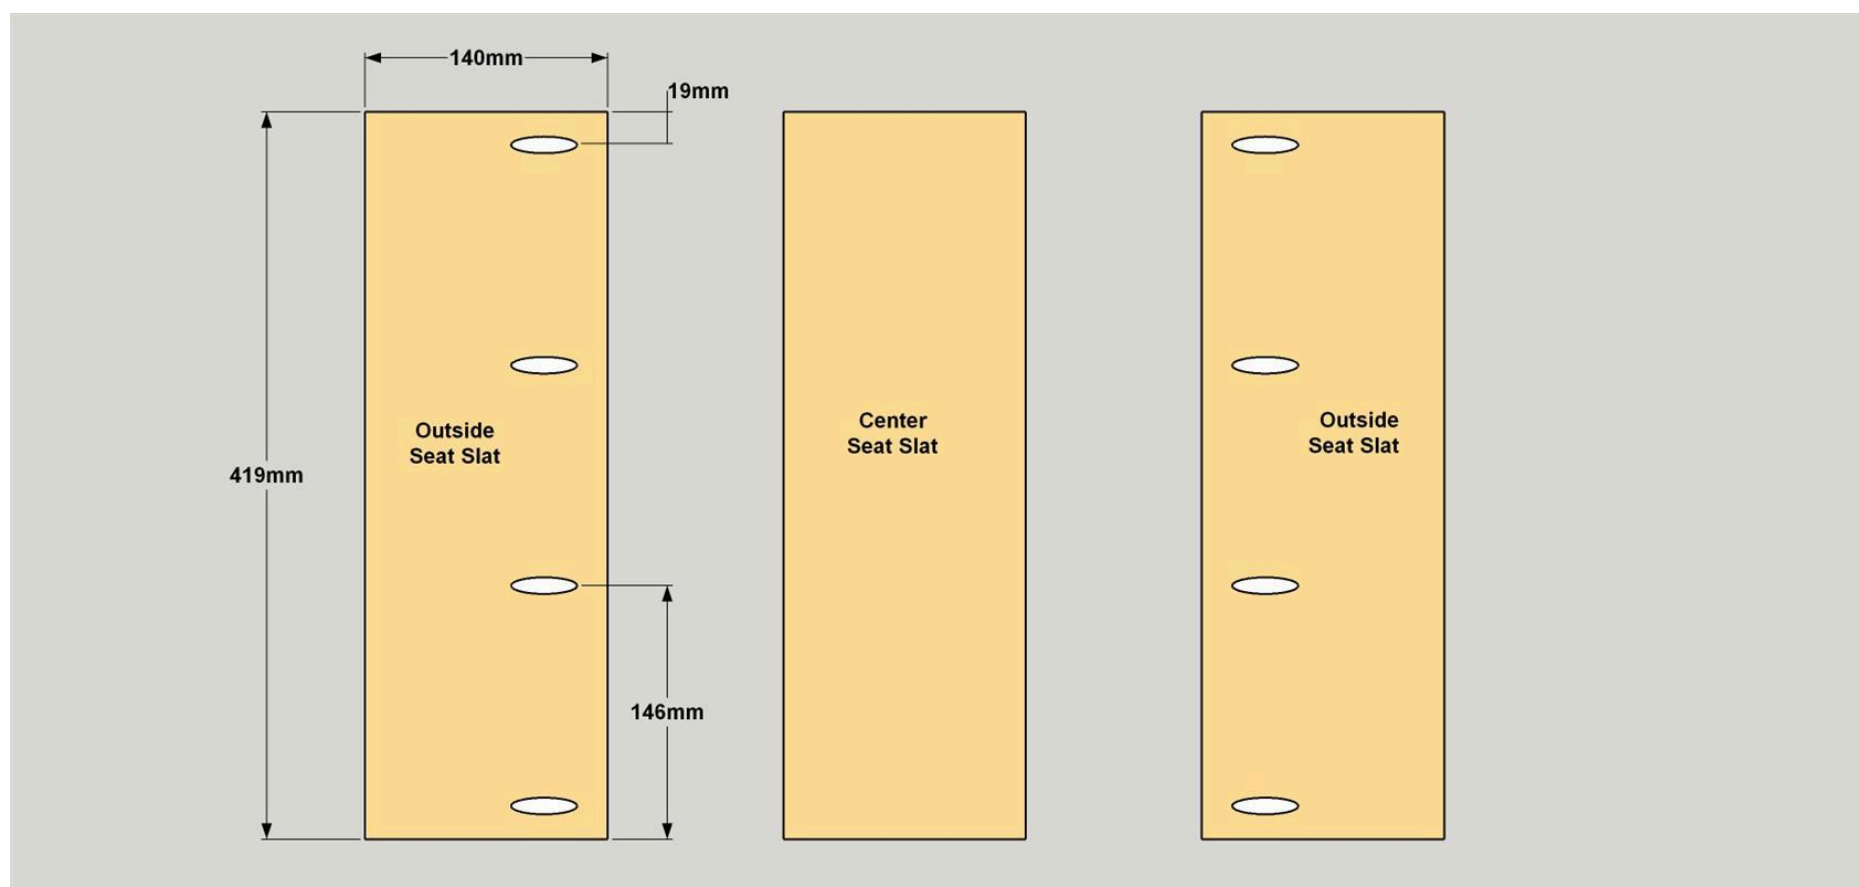 140mm
19mm
419mm
Outside
Seat Slat
Center
Seat Slat
Outside
Seat Slat
146mm